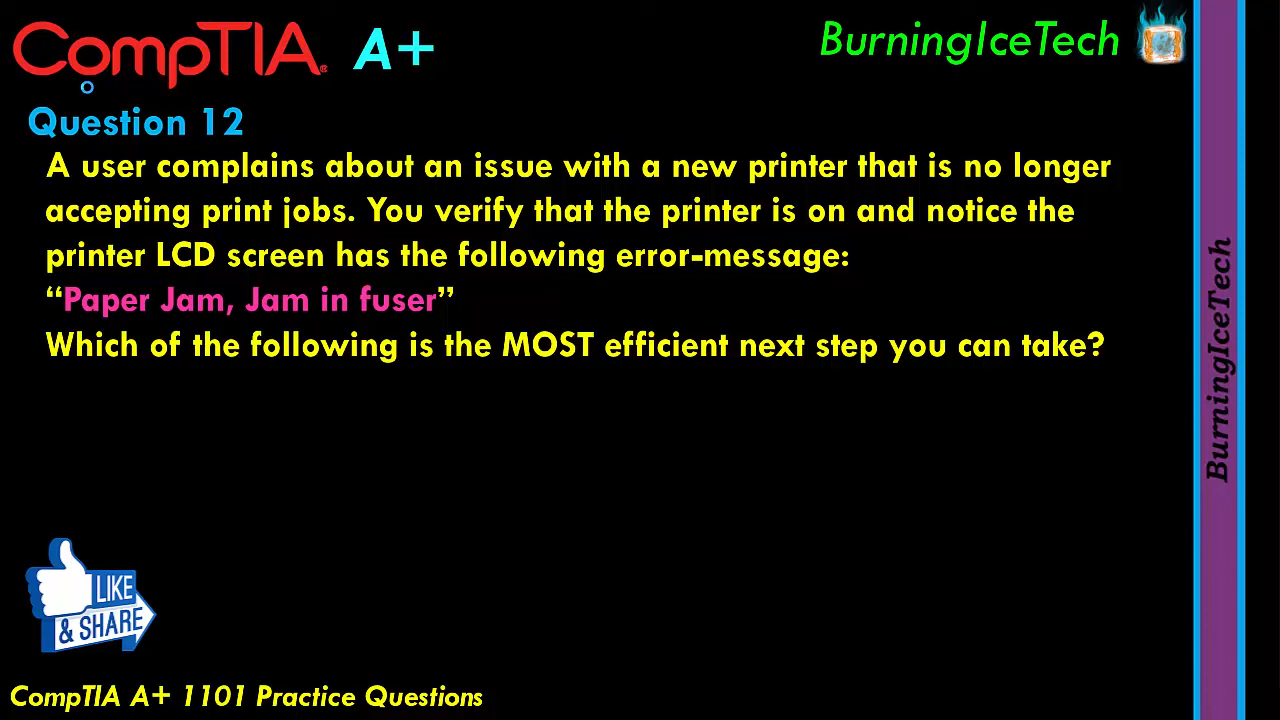 CompTIA® A+
BurningIceTech
Question 12
A user complains about an issue with a new printer that is no longer
accepting print jobs. You verify that the printer is on and notice the
printer LCD screen has the following error-message:
“Paper Jam, Jam in fuser”
Which of the following is the MOST efficient next step you can take?
BurningIceTech
LIKE
& SHARE
CompTIA A+ 1101 Practice Questions